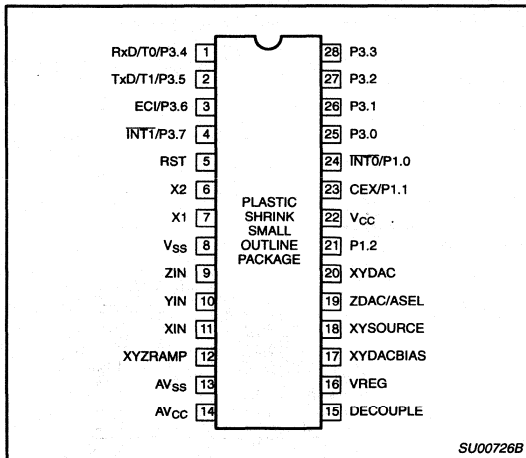 RxD/T0/P3.4 1 28 P3.3
TxD/T1/P3.5 2 27 P3.2
ECI/P3.6 3 26 P3.1
INT1/P3.7 4 25 P3.0
RST 5 24 INT0/P1.0
X2 6 23 CEX/P1.1
X1 7 22 VCC
VSS 8 21 P1.2
ZIN 9 20 XYDAC
YIN 10 19 ZDAC/ASEL
XIN 11 18 XYSOURCE
XYZRAMP 12 17 XYDACBIAS
AVSS 13 16 VREG
AVCC 14 15 DECOUPLE
PLASTIC
SHRINK
SMALL
OUTLINE
PACKAGE
SU00726B